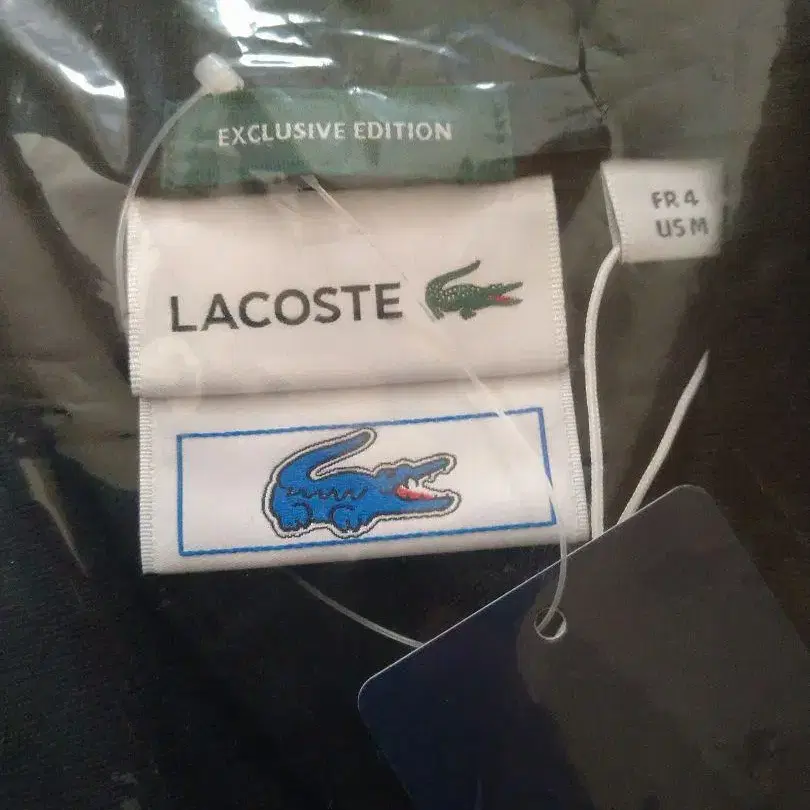 EXCLUSIVE EDITION
LACOSTE
FR 4
US M